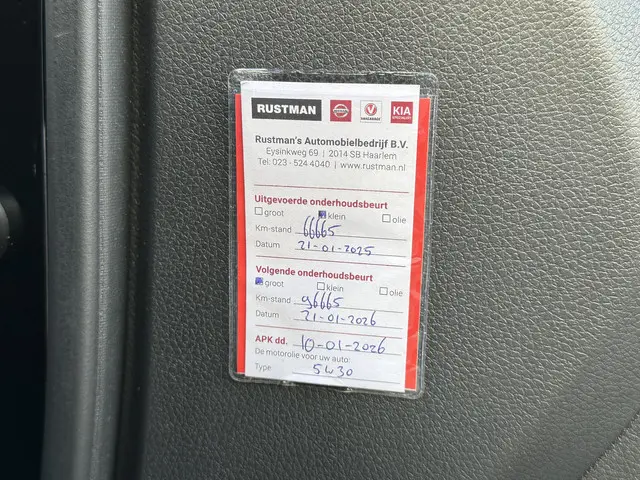 RUSTMAN
KIA
Rustman's Automobielbedrijf B.V.
Eysinkweg 69 | 2014 SB Haarlem
Tel: 023 - 524 4040 | www.rustman.nl
Uitgevoerde onderhoudsbeurt
groot klein olie
Km-stand 66665
Datum 21-01-2025
Volgende onderhoudsbeurt
groot klein olie
Km-stand 96665
Datum 21-01-2026
APK dd. 10-01-2026
De motorolie voor uw auto:
Type 5w30